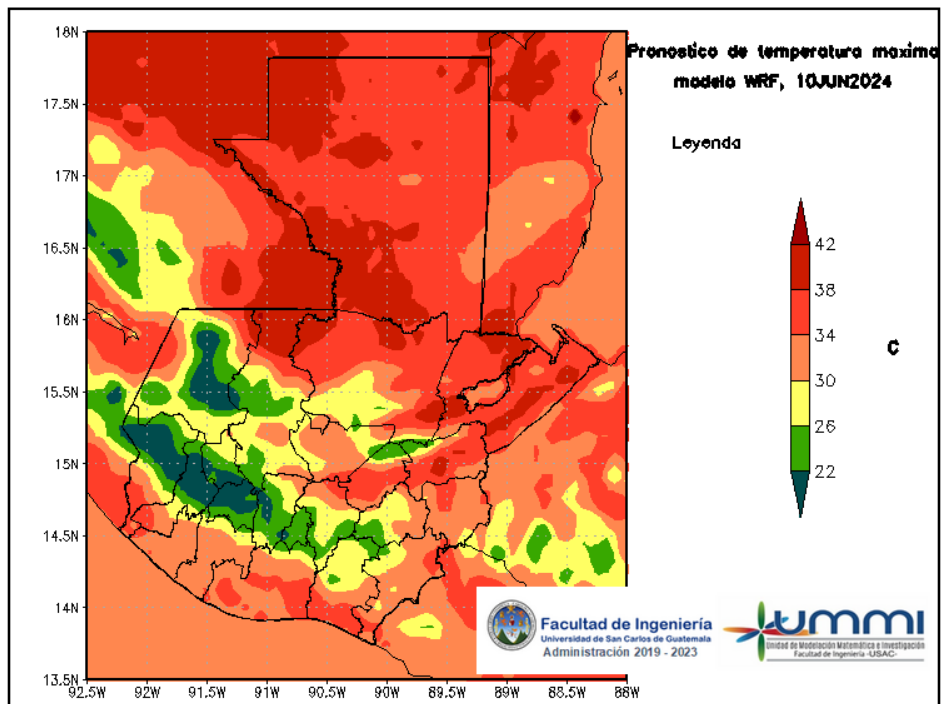 Pronostico de temperatura maxima
modelo WRF, 10JUN2024
Leyenda
42
38
34
30
26
22
C
18N
17.5N
17N
16.5N
16N
15.5N
15N
14.5N
14N
13.5N
92.5W
92W
91.5W
91W
90.5W
90W
89.5W
89W
88.5W
88W
Facultad de Ingeniería
Universidad de San Carlos de Guatemala
Administración 2019 - 2023
UMMI
Unidad de Modelación Matemática e Investigación
Facultad de Ingeniería -USAC-